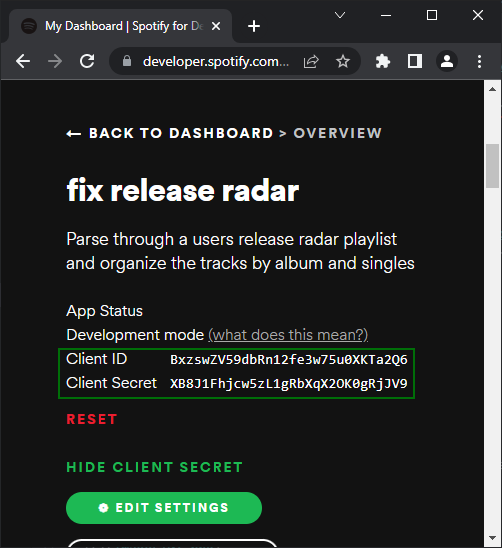 My Dashboard | Spotify for De
developer.spotify.com...
← BACK TO DASHBOARD > OVERVIEW
fix release radar
Parse through a users release radar playlist
and organize the tracks by album and singles
App Status
Development mode (what does this mean?)
Client ID BxzswZV59dbRn12fe3w75u0XKTa2Q6
Client Secret XB8J1Fhjcw5zL1gRbXqX2OK0gRjJV9
RESET
HIDE CLIENT SECRET
EDIT SETTINGS